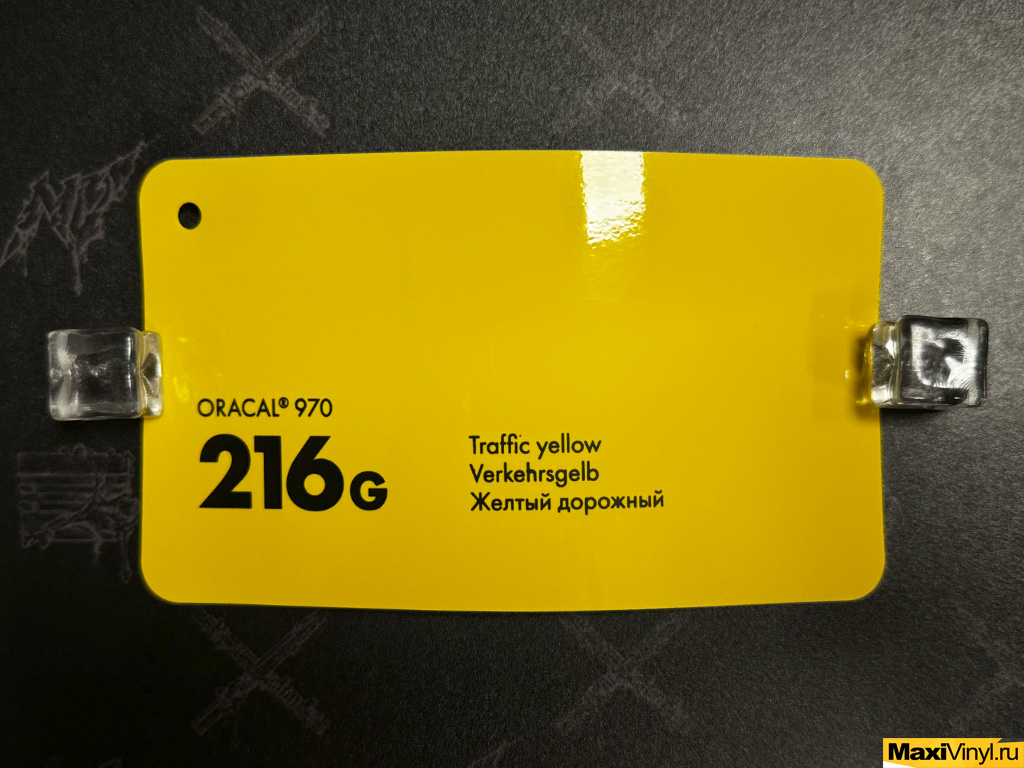 ORACAL® 970
216G
Traffic yellow
Verkehrsgelb
Желтый дорожный
MaxiVinyl.ru